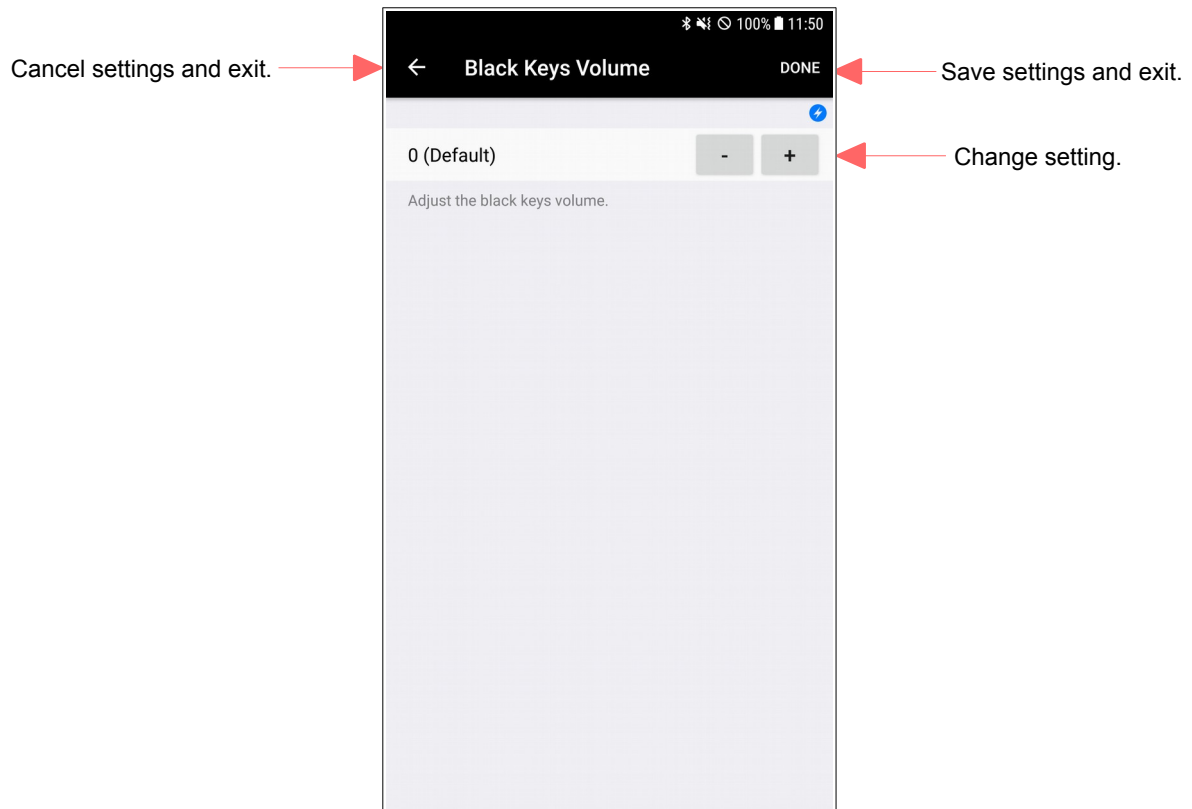 100% 11:50
Cancel settings and exit.
Black Keys Volume
DONE
Save settings and exit.
0 (Default)
-
+
Change setting.
Adjust the black keys volume.